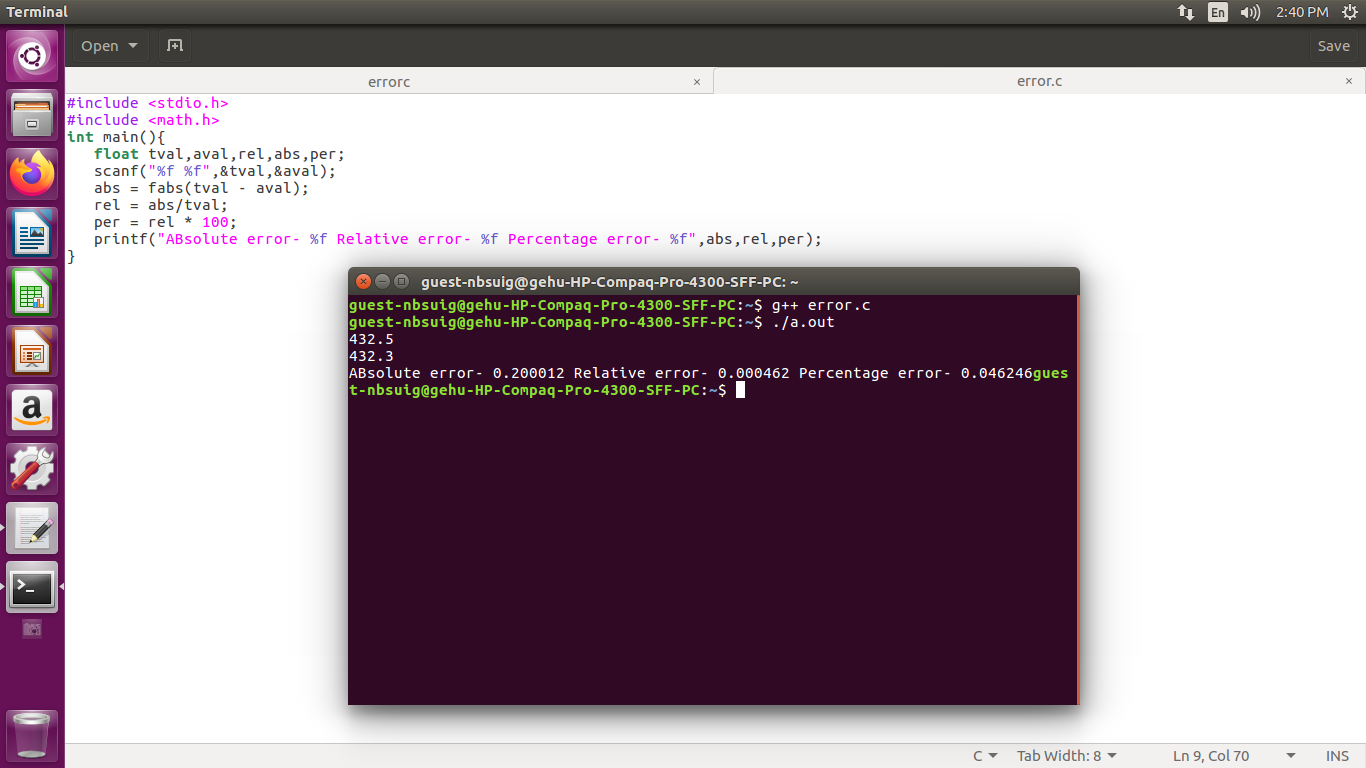 Terminal
En
2:40 PM
Open
Save
errorc ×
error.c ×
#include <stdio.h>
#include <math.h>
int main(){
   float tval,aval,rel,abs,per;
   scanf("%f %f",&tval,&aval);
   abs = fabs(tval - aval);
   rel = abs/tval;
   per = rel * 100;
   printf("ABsolute error- %f Relative error- %f Percentage error- %f",abs,rel,per);
}
guest-nbsuig@gehu-HP-Compaq-Pro-4300-SFF-PC: ~
guest-nbsuig@gehu-HP-Compaq-Pro-4300-SFF-PC:~$ g++ error.c
guest-nbsuig@gehu-HP-Compaq-Pro-4300-SFF-PC:~$ ./a.out
432.5
432.3
ABsolute error- 0.200012 Relative error- 0.000462 Percentage error- 0.046246gues
t-nbsuig@gehu-HP-Compaq-Pro-4300-SFF-PC:~$
a
>_
C Tab Width: 8 Ln 9, Col 70 INS